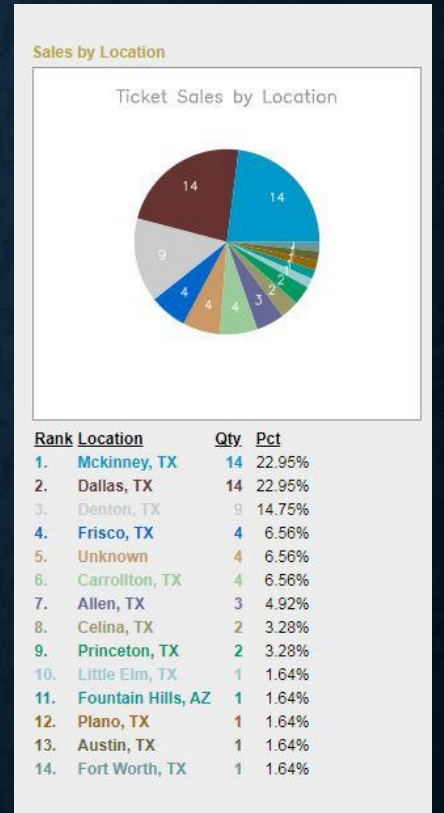 Sales by Location
Ticket Sales by Location
14
14
9
4
4
4
3
2
2
1
Rank Location Qty Pct
1. Mckinney, TX 14 22.95%
2. Dallas, TX 14 22.95%
3. Denton, TX 9 14.75%
4. Frisco, TX 4 6.56%
5. Unknown 4 6.56%
6. Carrollton, TX 4 6.56%
7. Allen, TX 3 4.92%
8. Celina, TX 2 3.28%
9. Princeton, TX 2 3.28%
10. Little Elm, TX 1 1.64%
11. Fountain Hills, AZ 1 1.64%
12. Plano, TX 1 1.64%
13. Austin, TX 1 1.64%
14. Fort Worth, TX 1 1.64%